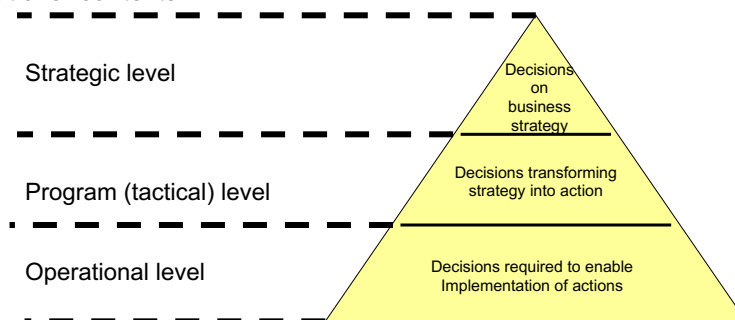 Strategic level
Decisions
on
business
strategy
Program (tactical) level
Decisions transforming
strategy into action
Operational level
Decisions required to enable
Implementation of actions